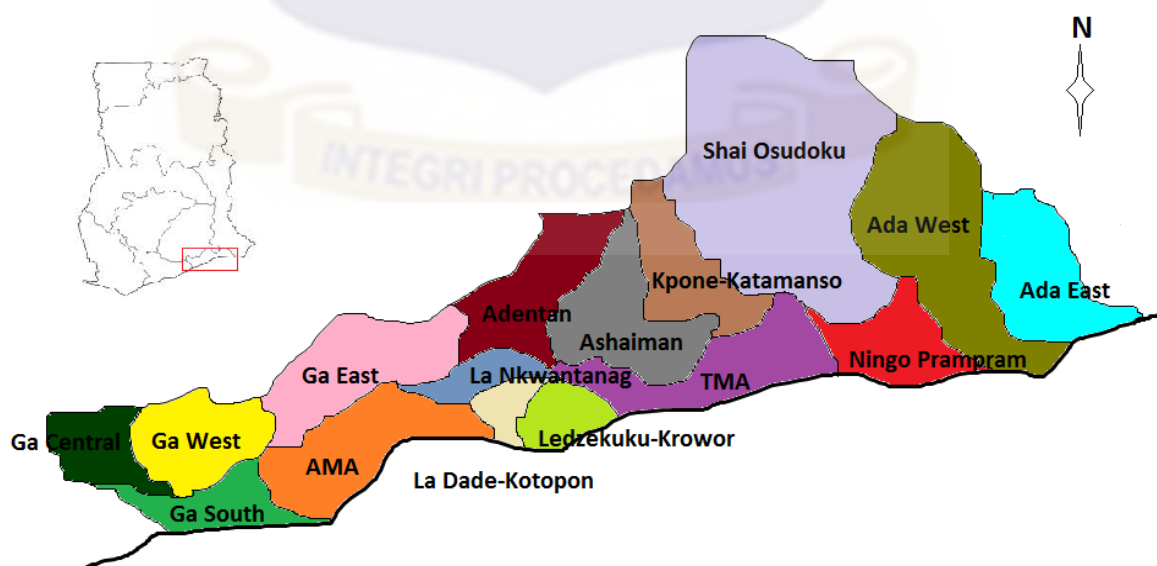 N
INTEGRI PROCEDAMUS
Shai Osudoku
Ada West
Ada East
Kpone-Katamanso
Adentan
Ashaiman
Ningo Prampram
Ga East
La Nkwantanag
TMA
Ga Central
Ga West
Ledzekuku-Krowor
AMA
La Dade-Kotopon
Ga South